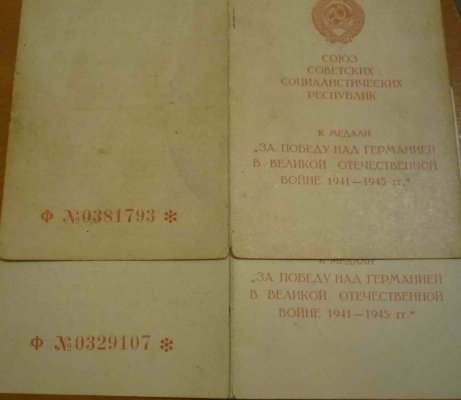 СОЮЗ
СОВЕТСКИХ
СОЦИАЛИСТИЧЕСКИХ
РЕСПУБЛИК
К МЕДАЛИ
„ЗА ПОБЕДУ НАД ГЕРМАНИЕЙ
В ВЕЛИКОЙ ОТЕЧЕСТВЕННОЙ
ВОЙНЕ 1941—1945 гг.“
Ф №0381793 *
К МЕДАЛИ
„ЗА ПОБЕДУ НАД ГЕРМАНИЕЙ
В ВЕЛИКОЙ ОТЕЧЕСТВЕННОЙ
ВОЙНЕ 1941—1945 гг.“
Ф №0329107 *